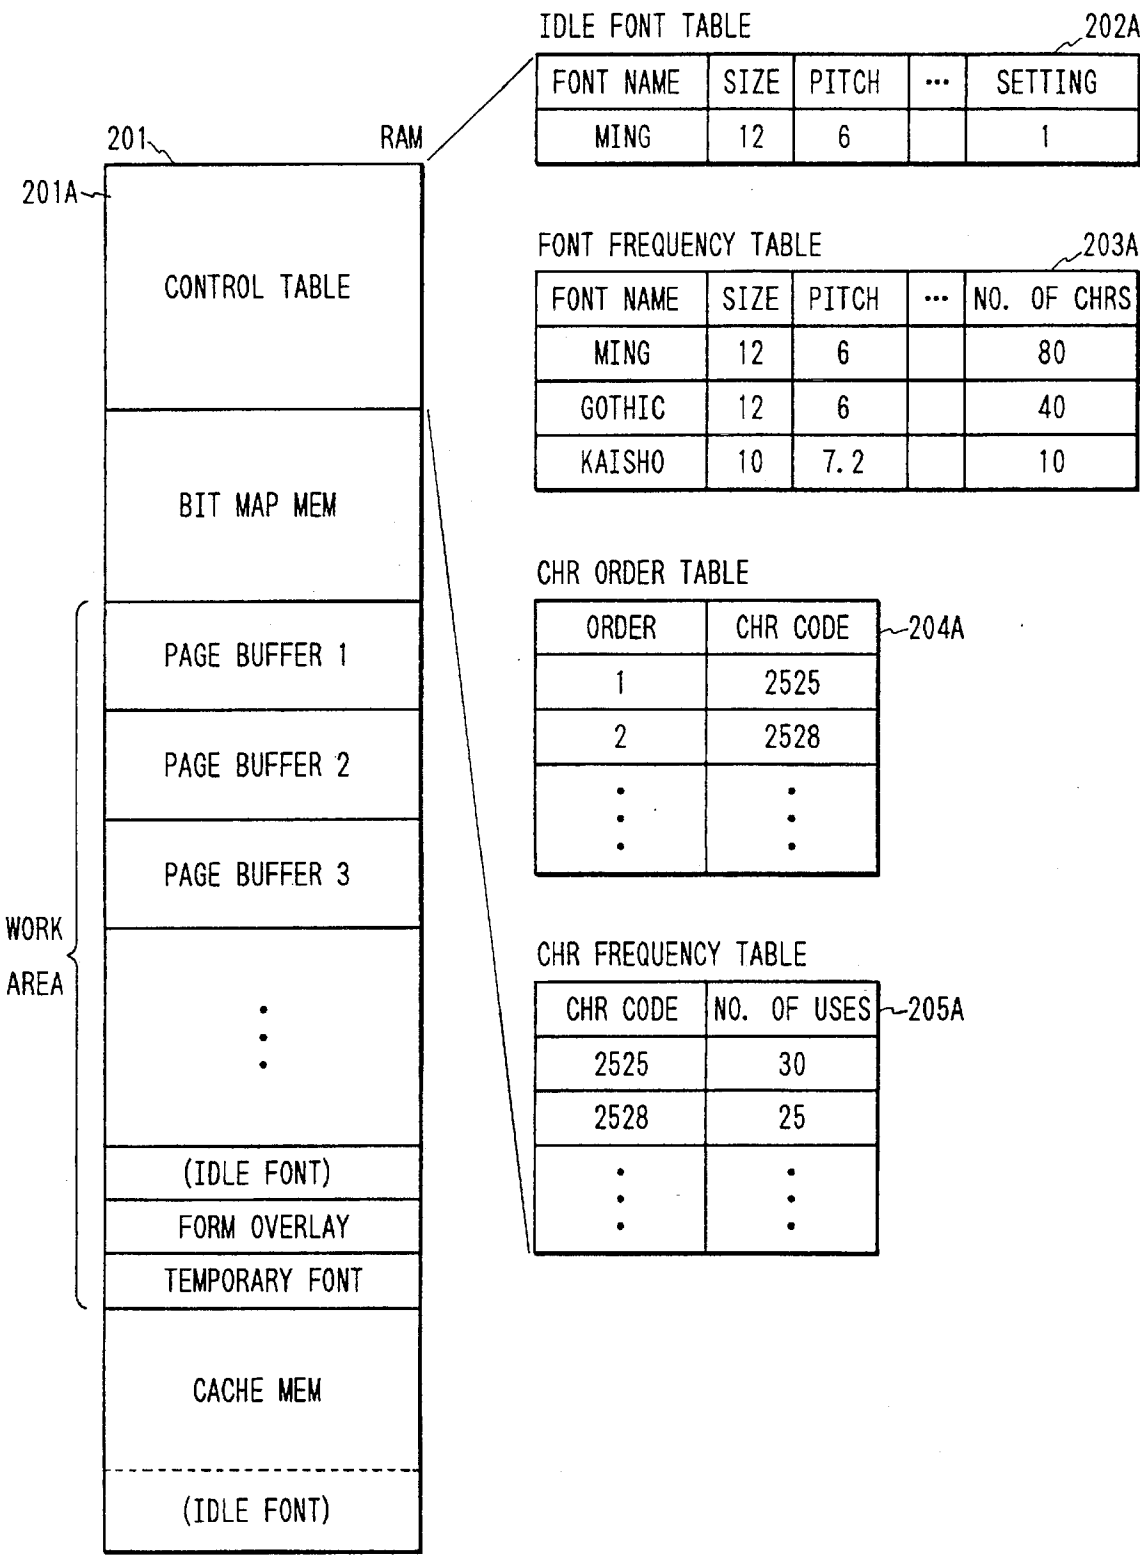 IDLE FONT TABLE
202A
FONT NAME SIZE PITCH ... SETTING
MING 12 6 1
201 RAM
201A
CONTROL TABLE
BIT MAP MEM
PAGE BUFFER 1
PAGE BUFFER 2
PAGE BUFFER 3
WORK
AREA
(IDLE FONT)
FORM OVERLAY
TEMPORARY FONT
CACHE MEM
(IDLE FONT)
FONT FREQUENCY TABLE
203A
FONT NAME SIZE PITCH ... NO. OF CHRS
MING 12 6 80
GOTHIC 12 6 40
KAISHO 10 7.2 10
CHR ORDER TABLE
ORDER CHR CODE 204A
1 2525
2 2528
CHR FREQUENCY TABLE
CHR CODE NO. OF USES 205A
2525 30
2528 25